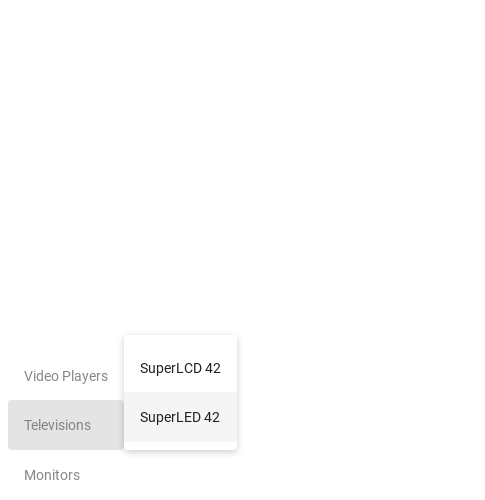 Video Players
Televisions
Monitors
SuperLCD 42
SuperLED 42